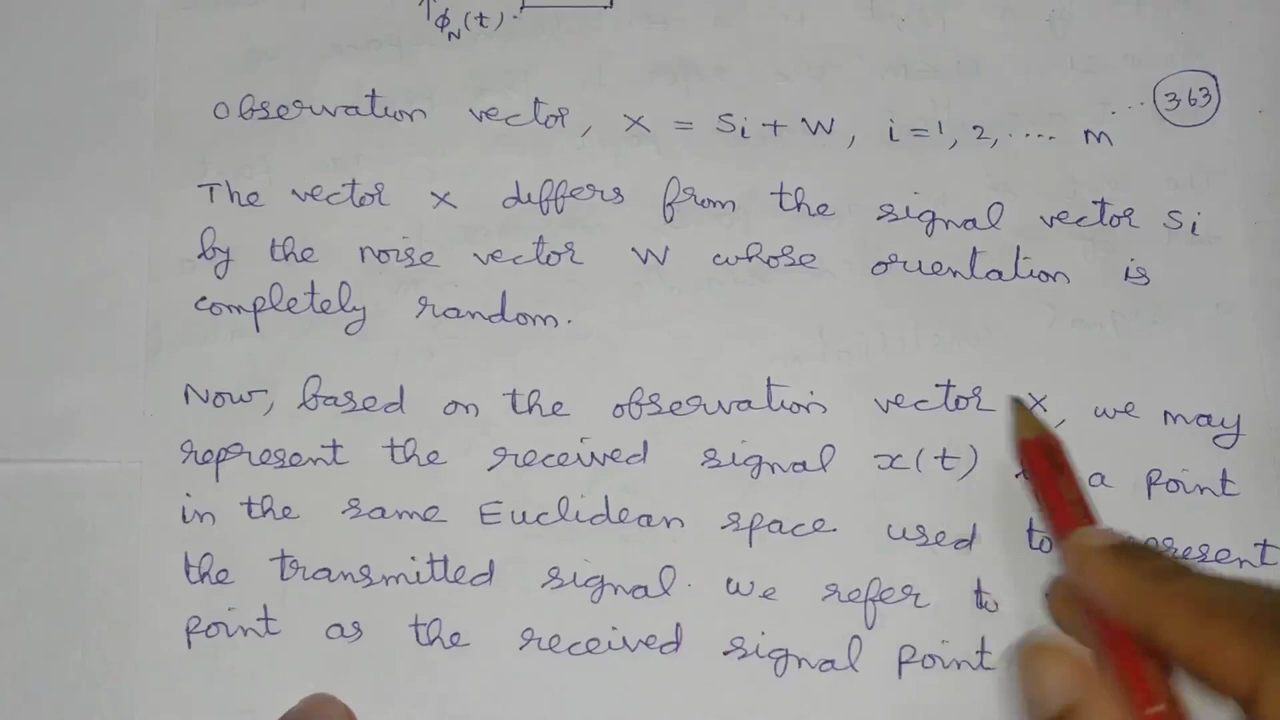 ϕN(t).
Observation vector, x = si + w, i = 1, 2, .... m ... 363
The vector x differs from the signal vector si
by the noise vector w whose orientation is
completely random.
Now, based on the observation vector x, we may
represent the received signal x(t) a point
in the same Euclidean space used to
the transmitted signal. we refer to
point as the received signal point